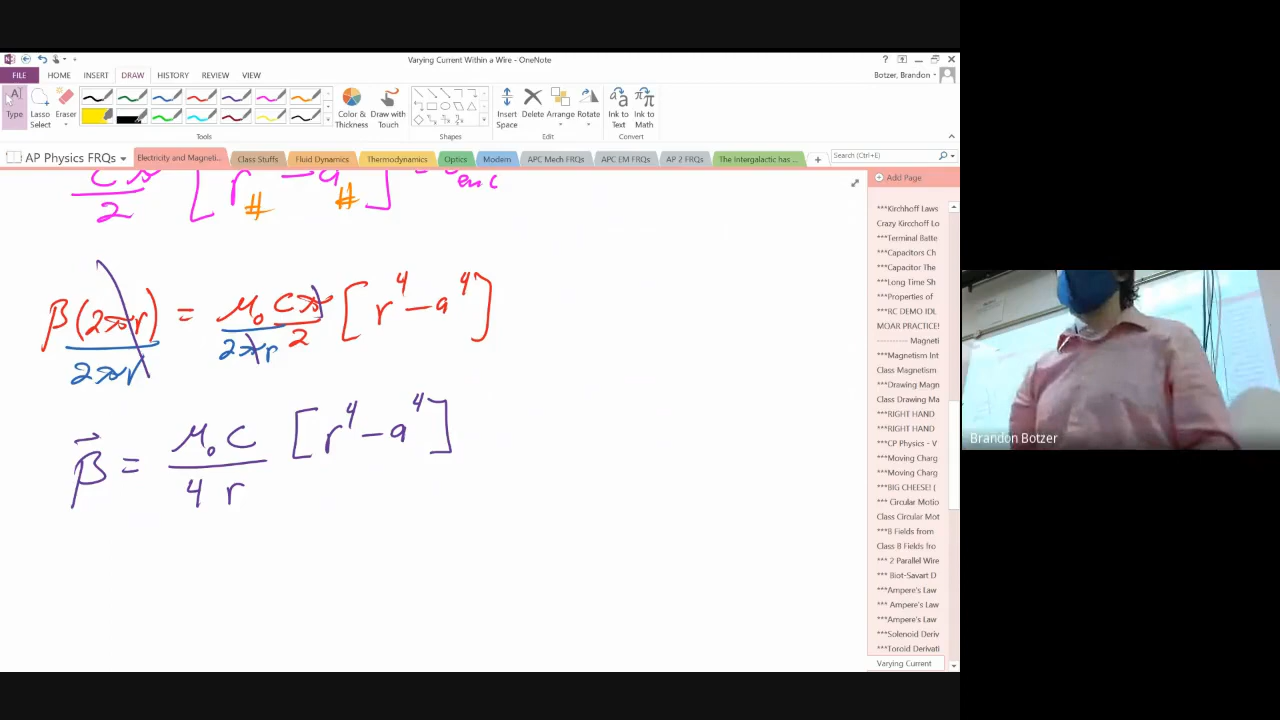 Varying Current Within a Wire - OneNote
FILE HOME INSERT DRAW HISTORY REVIEW VIEW
Botzer, Brandon
Type Lasso Select Eraser Color & Thickness Draw with Touch Insert Space Delete Arrange Rotate Ink to Text Ink to Math
Tools Shapes Edit Convert
AP Physics FRQs Electricity and Magneti... Class Stuffs Fluid Dynamics Thermodynamics Optics Modern APC Mech FRQs APC EM FRQs AP 2 FRQs The Intergalactic has ... Search (Ctrl+E)
Add Page
***Kirchhoff Laws
Crazy Kircchoff Lo
***Terminal Batte
***Capacitors Ch
***Capacitor The
***Long Time Sh
***Properties of
***RC DEMO IDL
MOAR PRACTICE!
----------- Magneti
***Magnetism Int
Class Magnetism
***Drawing Magn
Class Drawing Ma
***RIGHT HAND
***RIGHT HAND
***CP Physics - V
***Moving Charg
***Moving Charg
***BIG CHEESE! (
*** Circular Motio
Class Circular Mot
***B Fields from
Class B Fields fro
*** 2 Parallel Wire
*** Biot-Savart D
***Ampere's Law
*** Ampere's Law
***Ampere's Law
***Solenoid Deriv
***Toroid Derivati
Varying Current
Cπ/2 [r# - a#] = enc
β(2πr)/2πr = μ₀Cπ/2πr 2 [r⁴ - a⁴]
β⃗ = μ₀C/4r [r⁴ - a⁴]
Brandon Botzer